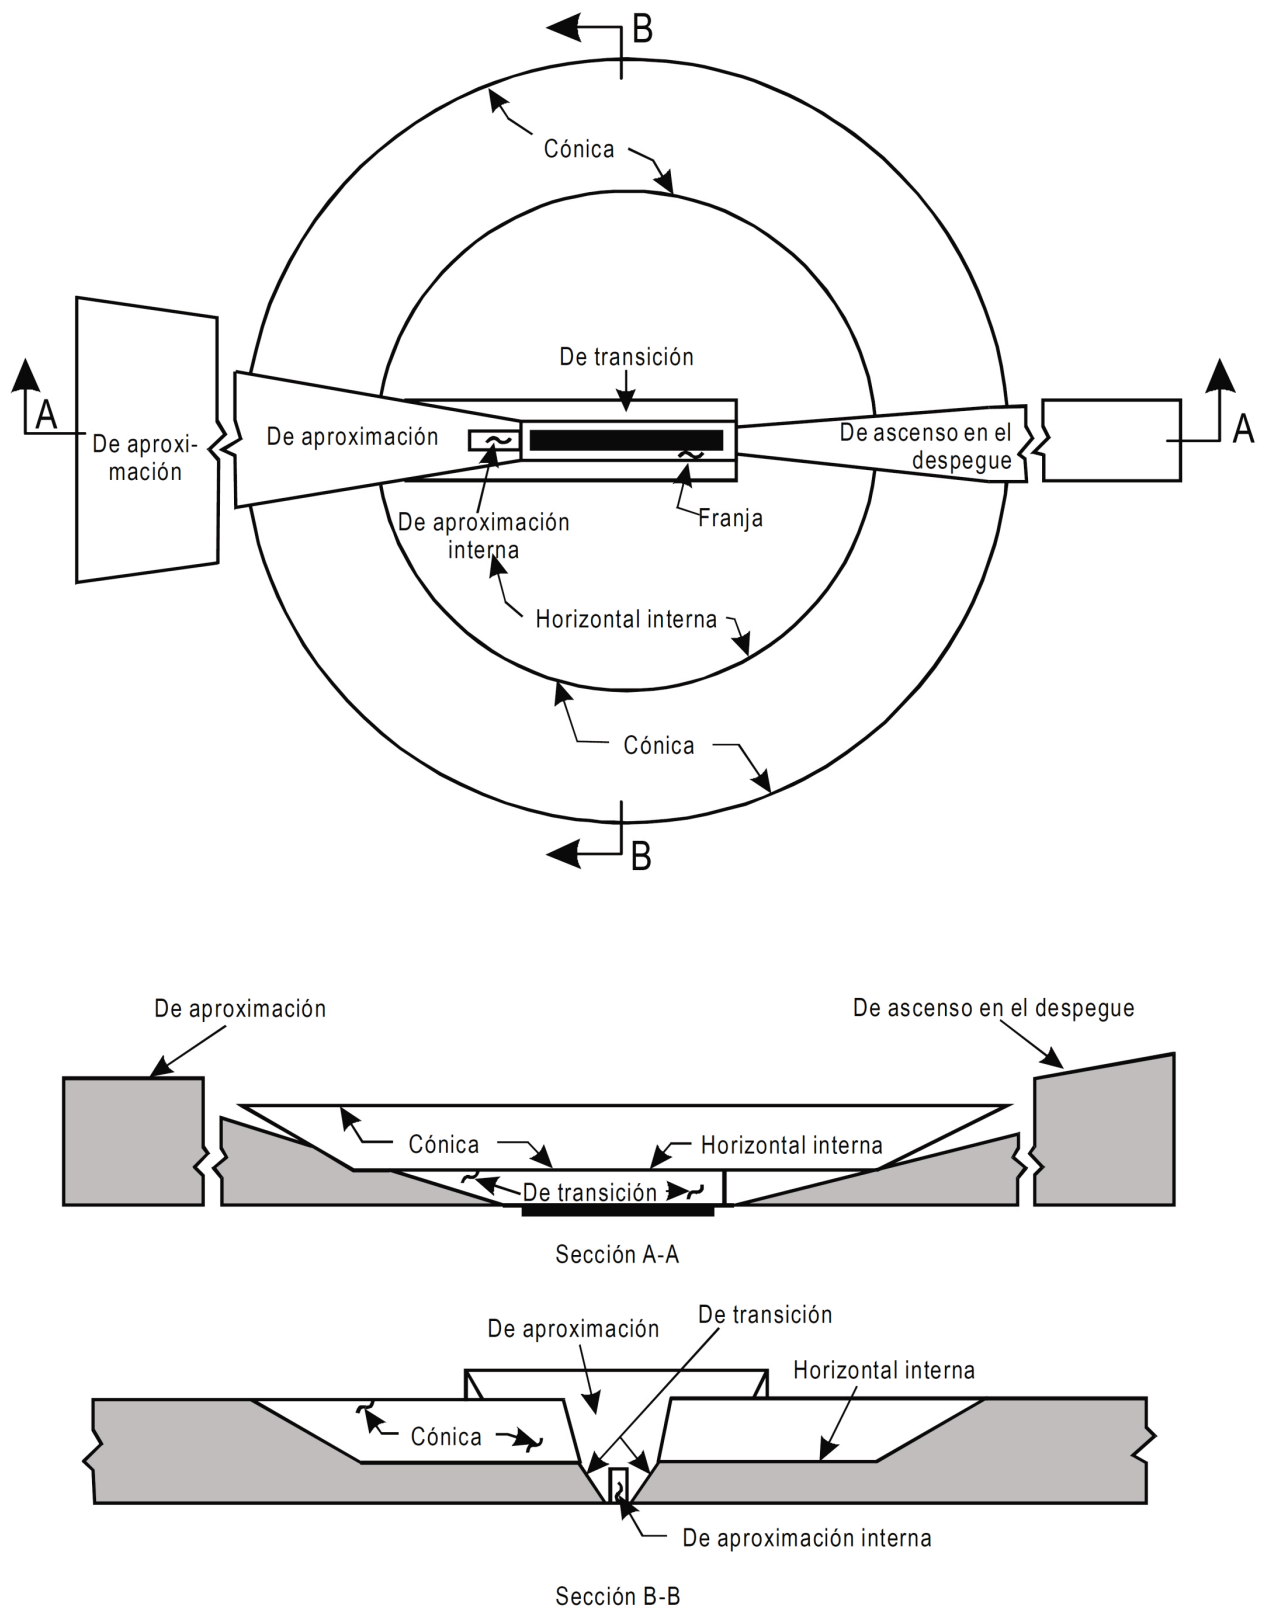 B
Cónica
De transición
A
De aproxi-
mación
De aproximación
De ascenso en el
despegue
A
De aproximación
interna
Franja
Horizontal interna
Cónica
B
De aproximación
De ascenso en el despegue
Cónica
Horizontal interna
De transición
Sección A-A
De transición
De aproximación
Horizontal interna
Cónica
De aproximación interna
Sección B-B